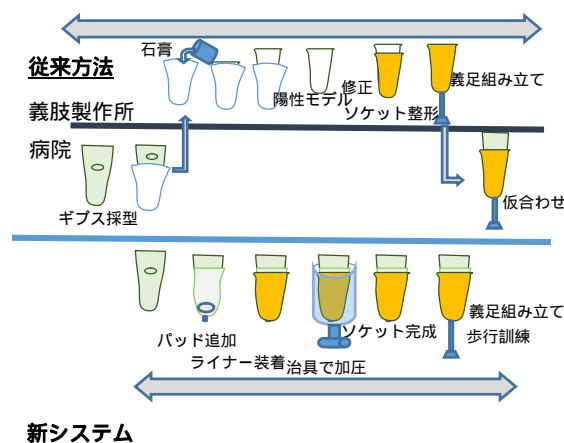 石膏
従来方法
陽性モデル
修正
義足組み立て
義肢製作所
ソケット整形
病院
ギプス採型
仮合わせ
パッド追加
ライナー装着
治具で加圧
ソケット完成
義足組み立て
歩行訓練
新システム